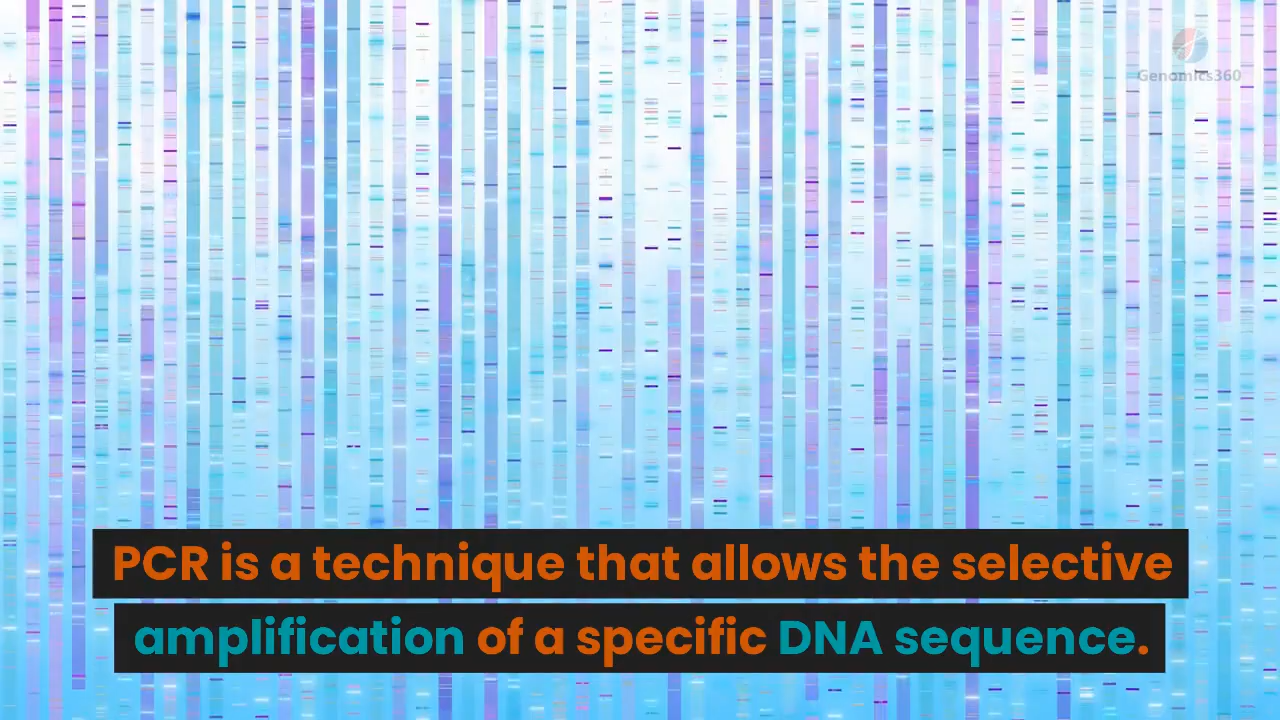 Genomics360
PCR is a technique that allows the selective
amplification of a specific DNA sequence.